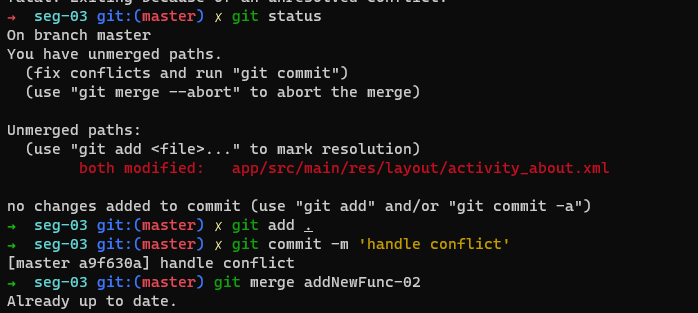 fatal: Exiting because of an unresolved conflict.
→ seg-03 git:(master) ✗ git status
On branch master
You have unmerged paths.
  (fix conflicts and run "git commit")
  (use "git merge --abort" to abort the merge)

Unmerged paths:
  (use "git add <file>..." to mark resolution)
        both modified:   app/src/main/res/layout/activity_about.xml

no changes added to commit (use "git add" and/or "git commit -a")
→ seg-03 git:(master) ✗ git add .
→ seg-03 git:(master) ✗ git commit -m 'handle conflict'
[master a9f630a] handle conflict
→ seg-03 git:(master) git merge addNewFunc-02
Already up to date.